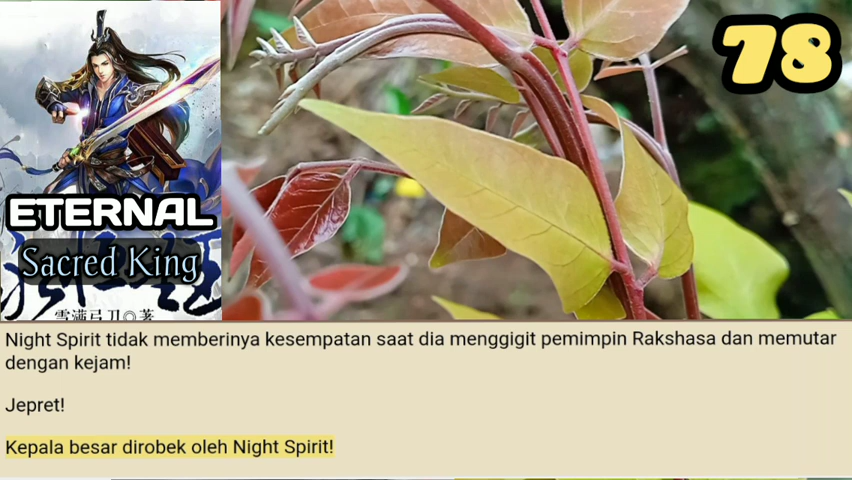 78
ETERNAL
Sacred King
Night Spirit tidak memberinya kesempatan saat dia menggigit pemimpin Rakshasa dan memutar
dengan kejam!
Jepret!
Kepala besar dirobek oleh Night Spirit!